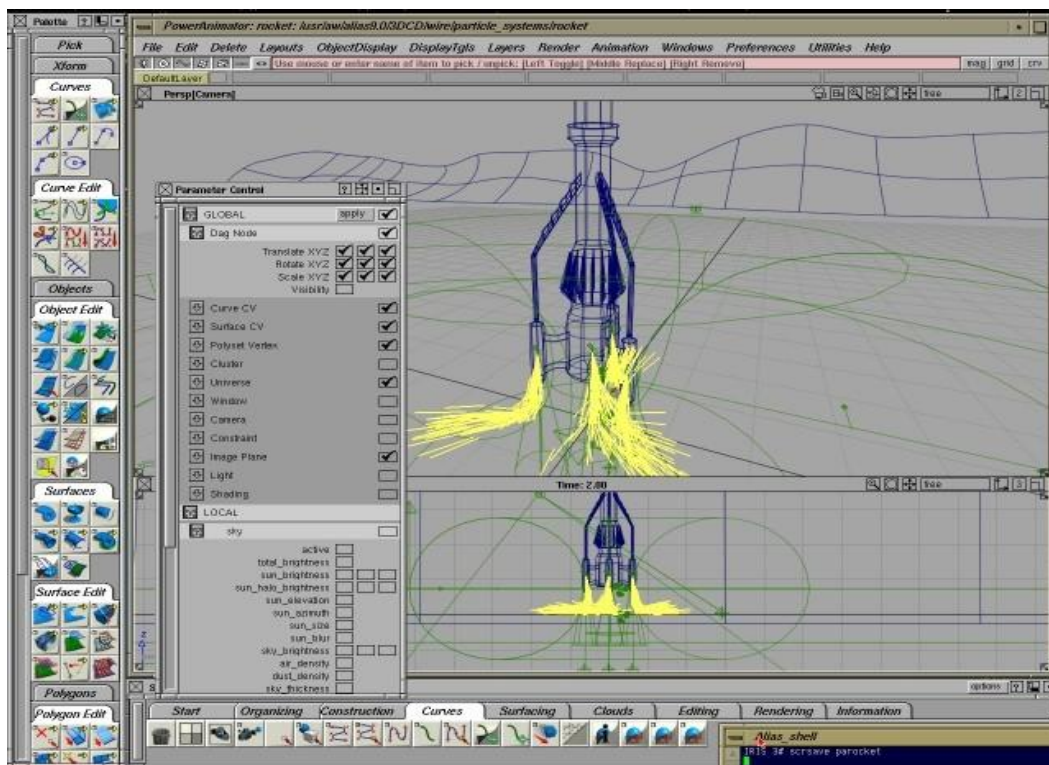 Palette
PowerAnimator: rocket: /usr/aw/alias9.0/3DCD/wire/particle_systems/rocket
Pick
File Edit Delete Layouts ObjectDisplay DisplayTgls Layers Render Animation Windows Preferences Utilities Help
Xform
Use mouse or enter name of item to pick / unpick: [Left Toggle] [Middle Replace] [Right Remove]
mag grid crv
DefaultLayer
Curves
Persp[Camera]
free
2
Curve Edit
Parameter Control
GLOBAL
apply
Dag Node
Translate XYZ
Rotate XYZ
Scale XYZ
Visibility
Objects
Object Edit
Curve CV
Surface CV
Polyset Vertex
Cluster
Universe
Window
Camera
Constraint
Image Plane
Light
Shading
Surfaces
Time: 2.00
free
3
LOCAL
sky
active
total_brightness
sun_brightness
sun_halo_brightness
sun_elevation
sun_azimuth
sun_size
sun_blur
sky_brightness
air_density
dust_density
sky_thickness
Surface Edit
Polygons
S
options
Start Organizing Construction Curves Surfacing Clouds Editing Rendering Information
Polygon Edit
Alias_shell
IRIS 3# scrsave parocket